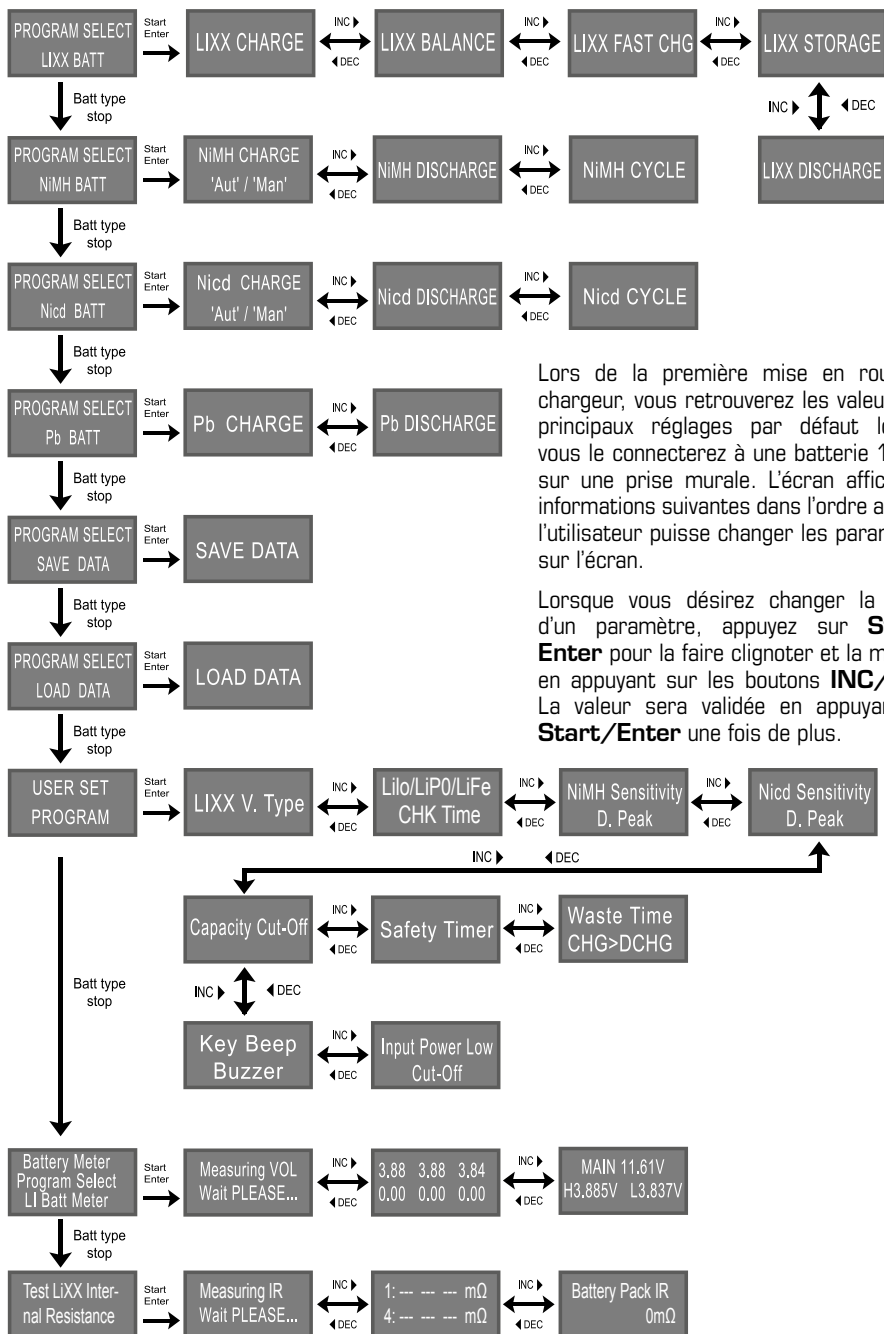 PROGRAM SELECT
LIXX BATT
Start
Enter
LIXX CHARGE
INC
DEC
LIXX BALANCE
INC
DEC
LIXX FAST CHG
INC
DEC
LIXX STORAGE
Batt type
stop
INC
DEC
PROGRAM SELECT
NiMH BATT
Start
Enter
NiMH CHARGE
'Aut' / 'Man'
INC
DEC
NiMH DISCHARGE
INC
DEC
NiMH CYCLE
LIXX DISCHARGE
Batt type
stop
PROGRAM SELECT
Nicd BATT
Start
Enter
Nicd CHARGE
'Aut' / 'Man'
INC
DEC
Nicd DISCHARGE
INC
DEC
Nicd CYCLE
Batt type
stop
PROGRAM SELECT
Pb BATT
Start
Enter
Pb CHARGE
INC
DEC
Pb DISCHARGE
Batt type
stop
PROGRAM SELECT
SAVE DATA
Start
Enter
SAVE DATA
Batt type
stop
PROGRAM SELECT
LOAD DATA
Start
Enter
LOAD DATA
Batt type
stop
Lors de la première mise en
chargeur, vous retrouverez les
principaux réglages par défaut
vous le connecterez à une batterie
sur une prise murale. L'écran
informations suivantes dans l'ordre
l'utilisateur puisse changer les
sur l'écran.
Lorsque vous désirez changer la
d'un paramètre, appuyez sur
Enter pour la faire clignoter et la
en appuyant sur les boutons INC/
La valeur sera validée en
Start/Enter une fois de plus.
USER SET
PROGRAM
Start
Enter
LIXX V. Type
INC
DEC
Lilo/LiP0/LiFe
CHK Time
INC
DEC
NiMH Sensitivity
D. Peak
INC
DEC
Nicd Sensitivity
D. Peak
INC DEC
Capacity Cut-Off
INC
DEC
Safety Timer
INC
DEC
Waste Time
CHG>DCHG
Batt type
stop
INC DEC
Key Beep
Buzzer
INC
DEC
Input Power Low
Cut-Off
Battery Meter
Program Select
LI Batt Meter
Start
Enter
Measuring VOL
Wait PLEASE...
INC
DEC
3.88 3.88 3.84
0.00 0.00 0.00
INC
DEC
MAIN 11.61V
H3.885V L3.837V
Batt type
stop
Test LiXX Inter-
nal Resistance
Start
Enter
Measuring IR
Wait PLEASE...
INC
DEC
1: --- --- --- mΩ
4: --- --- --- mΩ
INC
DEC
Battery Pack IR
0mΩ